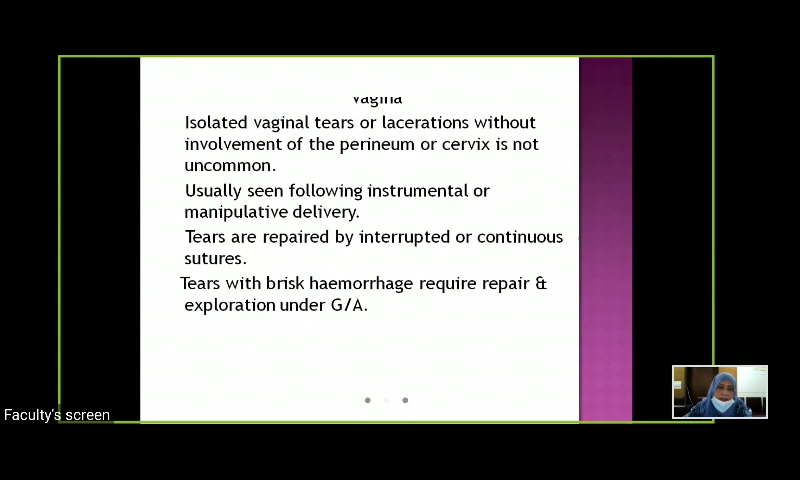 vagina
Isolated vaginal tears or lacerations without
involvement of the perineum or cervix is not
uncommon.
Usually seen following instrumental or
manipulative delivery.
Tears are repaired by interrupted or continuous
sutures.
Tears with brisk haemorrhage require repair &
exploration under G/A.
Faculty's screen